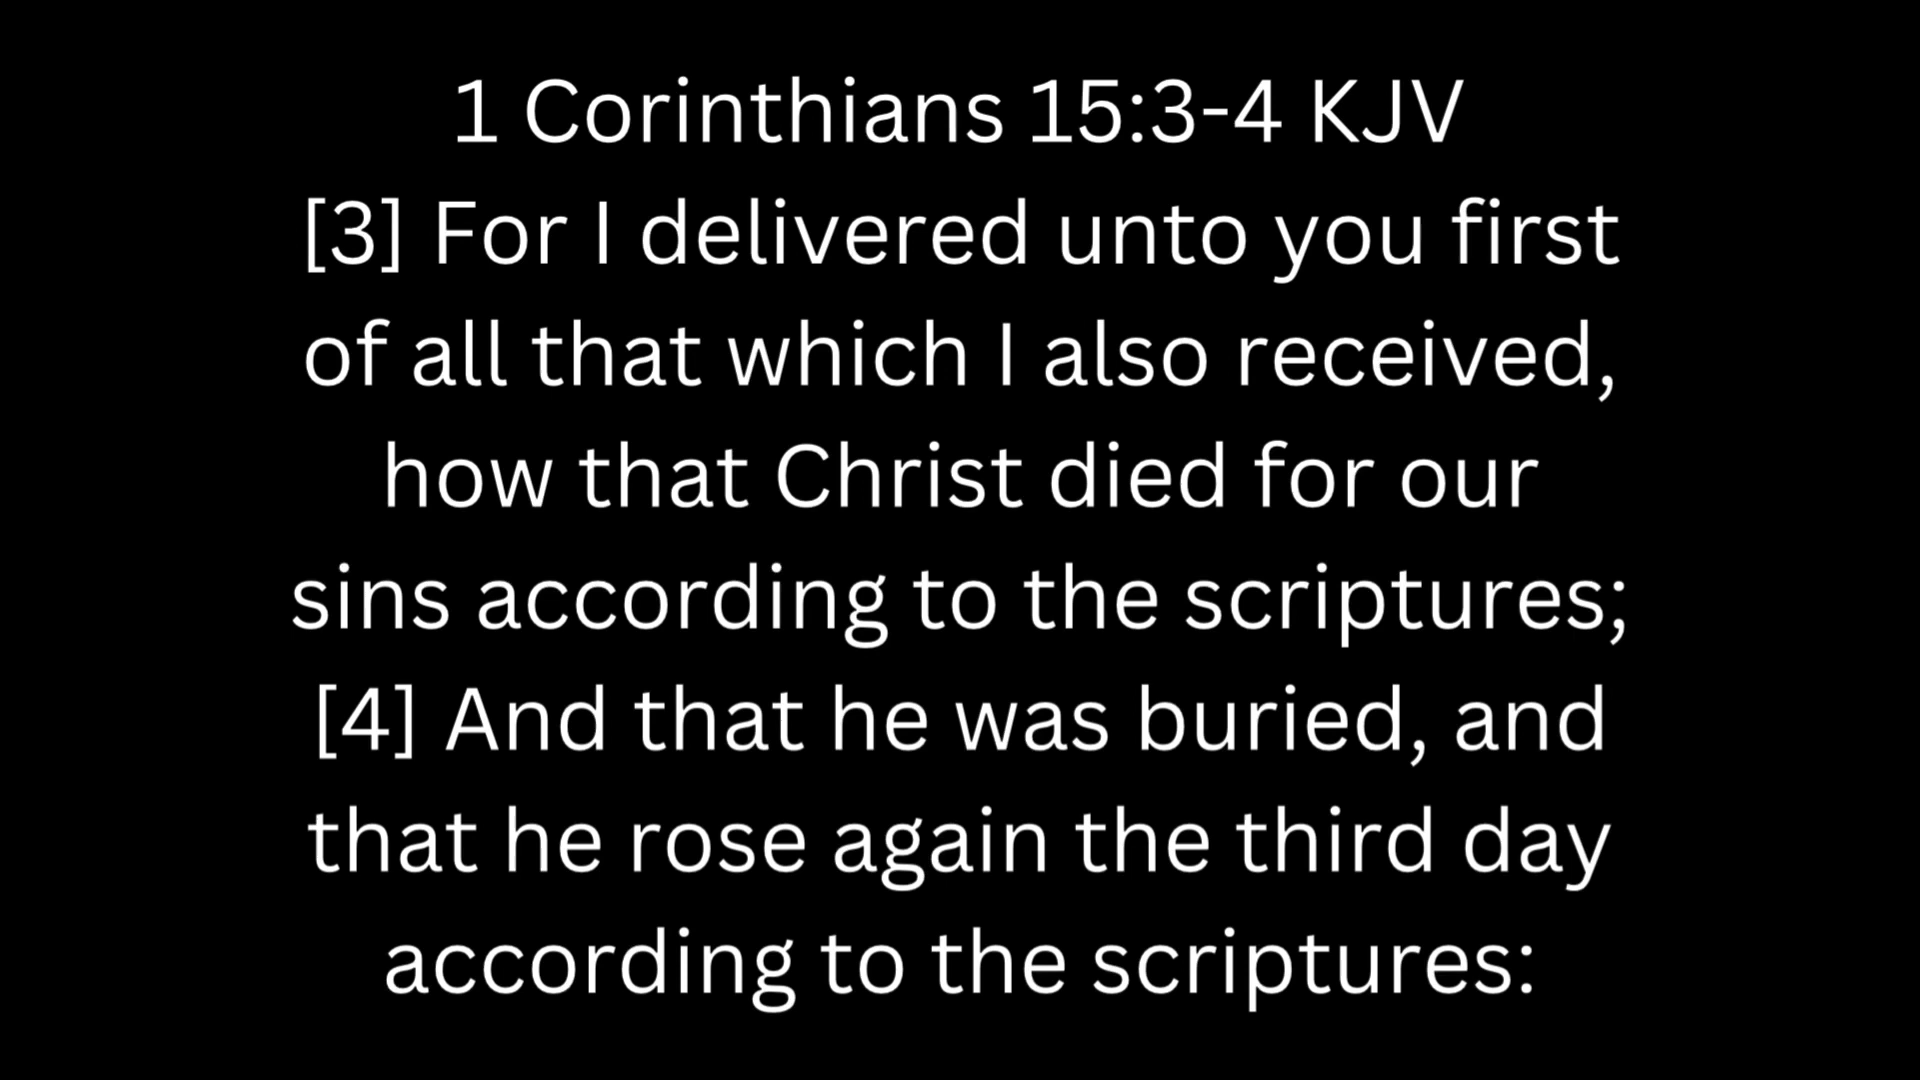 1 Corinthians 15:3-4 KJV
[3] For I delivered unto you first
of all that which I also received,
how that Christ died for our
sins according to the scriptures;
[4] And that he was buried, and
that he rose again the third day
according to the scriptures: